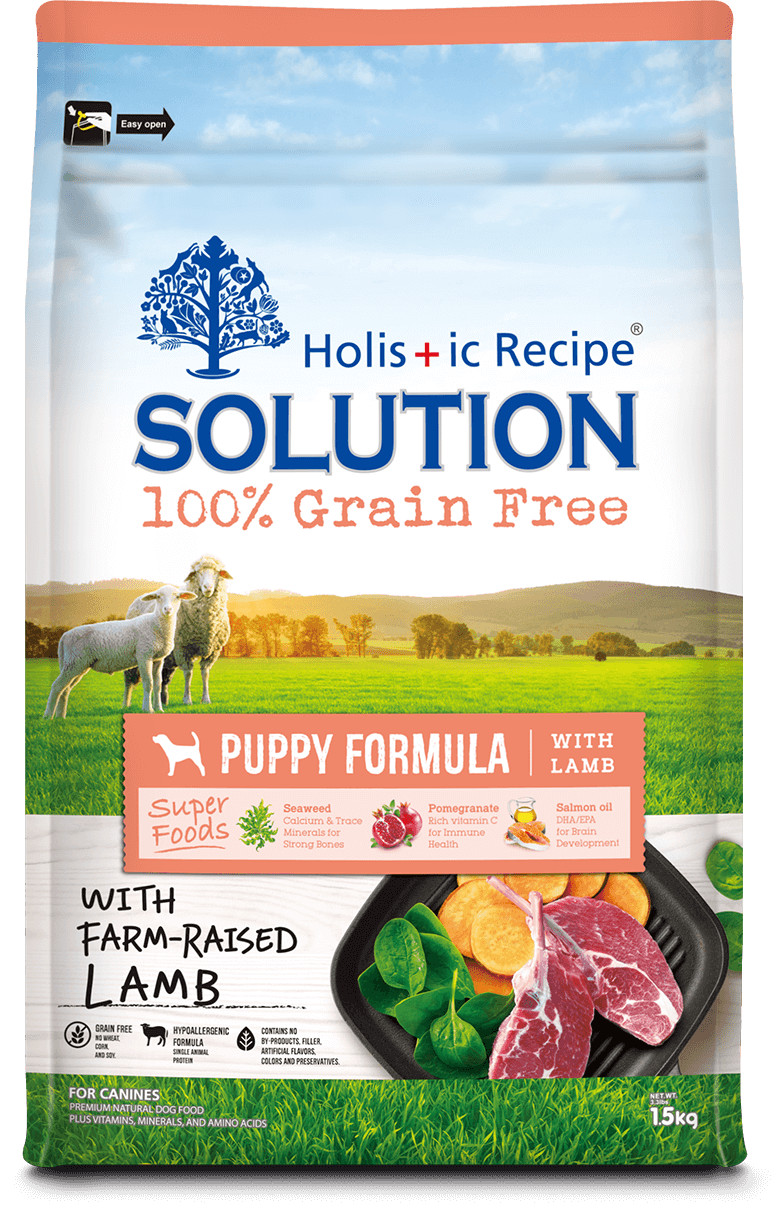 Easy open
Holis+ic Recipe®
SOLUTION
100% Grain Free
PUPPY FORMULA
WITH
LAMB
Super
Foods
Seaweed
Calcium & Trace
Minerals for
Strong Bones
Pomegranate
Rich vitamin C
for Immune
Health
Salmon oil
DHA/EPA
for Brain
Development
WITH
FARM-RAISED
LAMB
GRAIN FREE
NO WHEAT,
CORN,
AND SOY.
HYPOALLERGENIC
FORMULA
SINGLE ANIMAL
PROTEIN
CONTAINS NO
BY-PRODUCTS, FILLER,
ARTIFICIAL FLAVORS,
COLORS AND PRESERVATIVES.
FOR CANINES
PREMIUM NATURAL DOG FOOD
PLUS VITAMINS, MINERALS, AND AMINO ACIDS
NET.WT.
3.3lbs
1.5kg